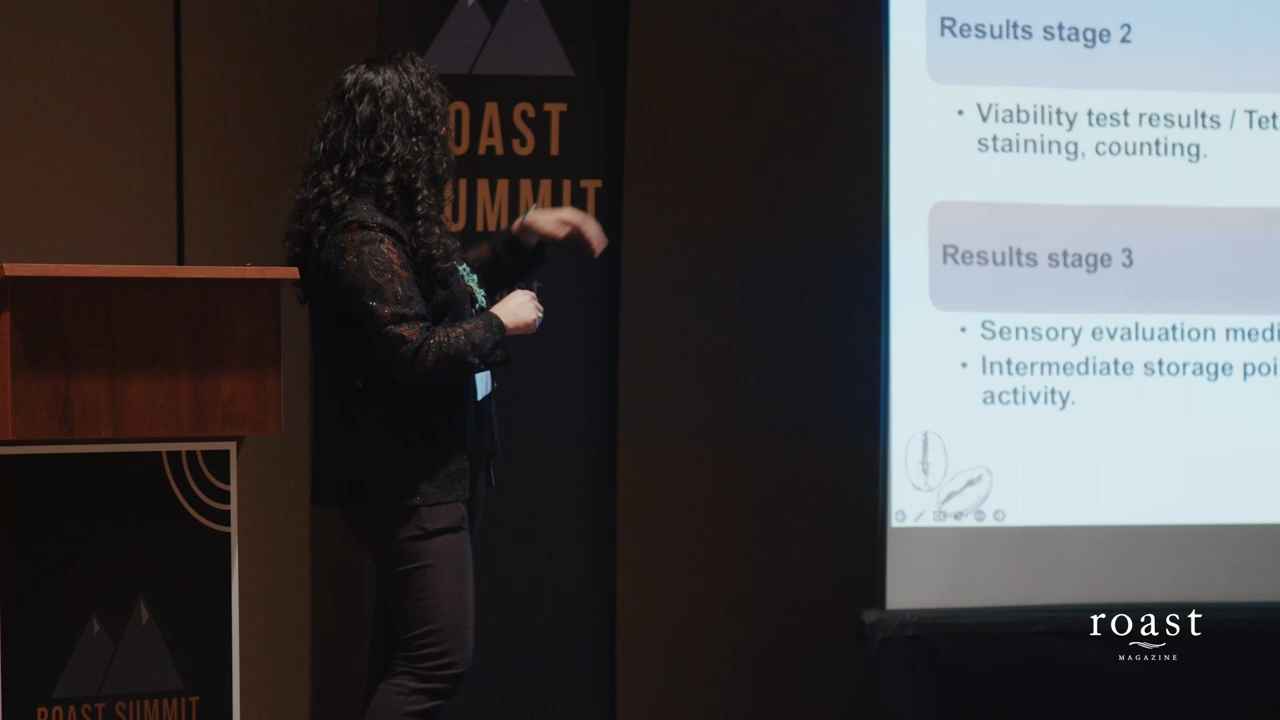 OAST
UMMIT
ROAST SUMMIT
Results stage 2
• Viability test results / Tet
staining, counting.
Results stage 3
• Sensory evaluation medi
• Intermediate storage poi
activity.
roast
MAGAZINE